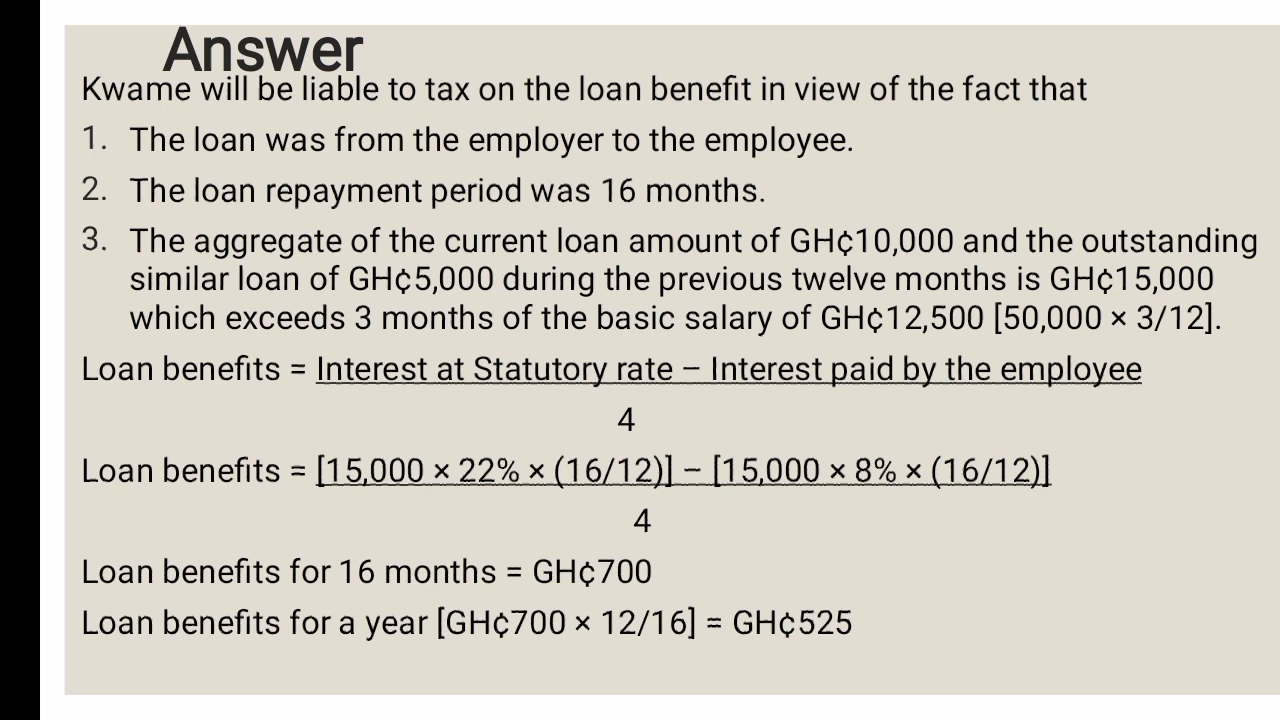 Answer
Kwame will be liable to tax on the loan benefit in view of the fact that
1. The loan was from the employer to the employee.
2. The loan repayment period was 16 months.
3. The aggregate of the current loan amount of GH¢10,000 and the outstanding
similar loan of GH¢5,000 during the previous twelve months is GH¢15,000
which exceeds 3 months of the basic salary of GH¢12,500 [50,000 × 3/12].
Loan benefits = Interest at Statutory rate – Interest paid by the employee
4
Loan benefits = [15,000 × 22% × (16/12)] – [15,000 × 8% × (16/12)]
4
Loan benefits for 16 months = GH¢700
Loan benefits for a year [GH¢700 × 12/16] = GH¢525